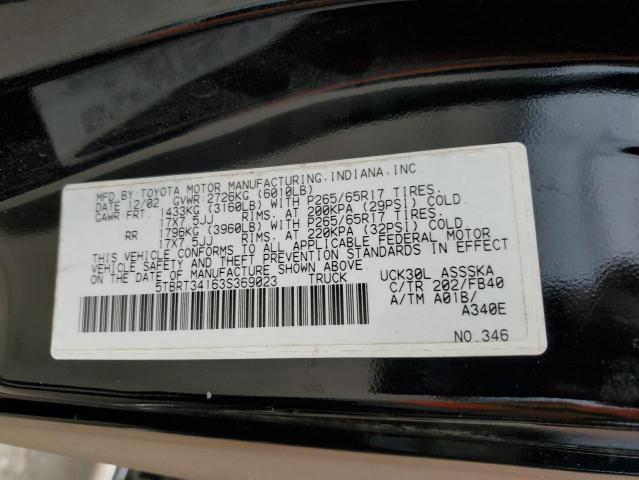 MFD.BY:TOYOTA MOTOR MANUFACTURING.INDIANA.INC.
DATE 12/02 GVWR 2726KG (6010LB)
GAWR:FRT. 1433KG (3160LB) WITH P265/65R17 TIRES.
17X7.5JJ RIMS. AT 200KPA (29PSI) COLD
RR. 1796KG (3960LB) WITH P265/65R17 TIRES.
17X7.5JJ RIMS. AT 220KPA (32PSI) COLD
THIS VEHICLE CONFORMS TO ALL APPLICABLE FEDERAL MOTOR
VEHICLE SAFETY AND THEFT PREVENTION STANDARDS IN EFFECT
ON THE DATE OF MANUFACTURE SHOWN ABOVE.
5TBRT34163S369023 TRUCK
UCK30L ASSSKA
C/TR 202/FB40
A/TM A01B/
A340E
NO.346